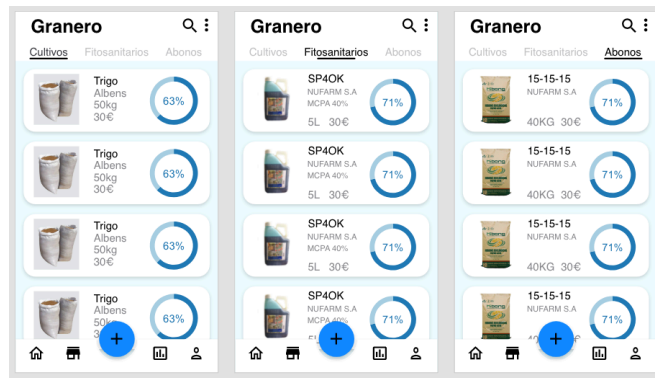 Granero
Cultivos Fitosanitarios Abonos
Trigo
Albens
50kg
30€
63%
Trigo
Albens
50kg
30€
63%
Trigo
Albens
50kg
30€
63%
Trigo
Albens
63%
+
Granero
Cultivos Fitosanitarios Abonos
SP4OK
NUFARM S.A
MCPA 40%
5L 30€
71%
SP4OK
NUFARM S.A
MCPA 40%
5L 30€
71%
SP4OK
NUFARM S.A
MCPA 40%
5L 30€
71%
SP4OK
NUFARM S.A
MCPA 40%
71%
+
Granero
Cultivos Fitosanitarios Abonos
15-15-15
NUFARM S.A
40KG 30€
71%
15-15-15
NUFARM S.A
40KG 30€
71%
15-15-15
NUFARM S.A
40KG 30€
71%
15-15-15
NUFARM S.A
30€
71%
+